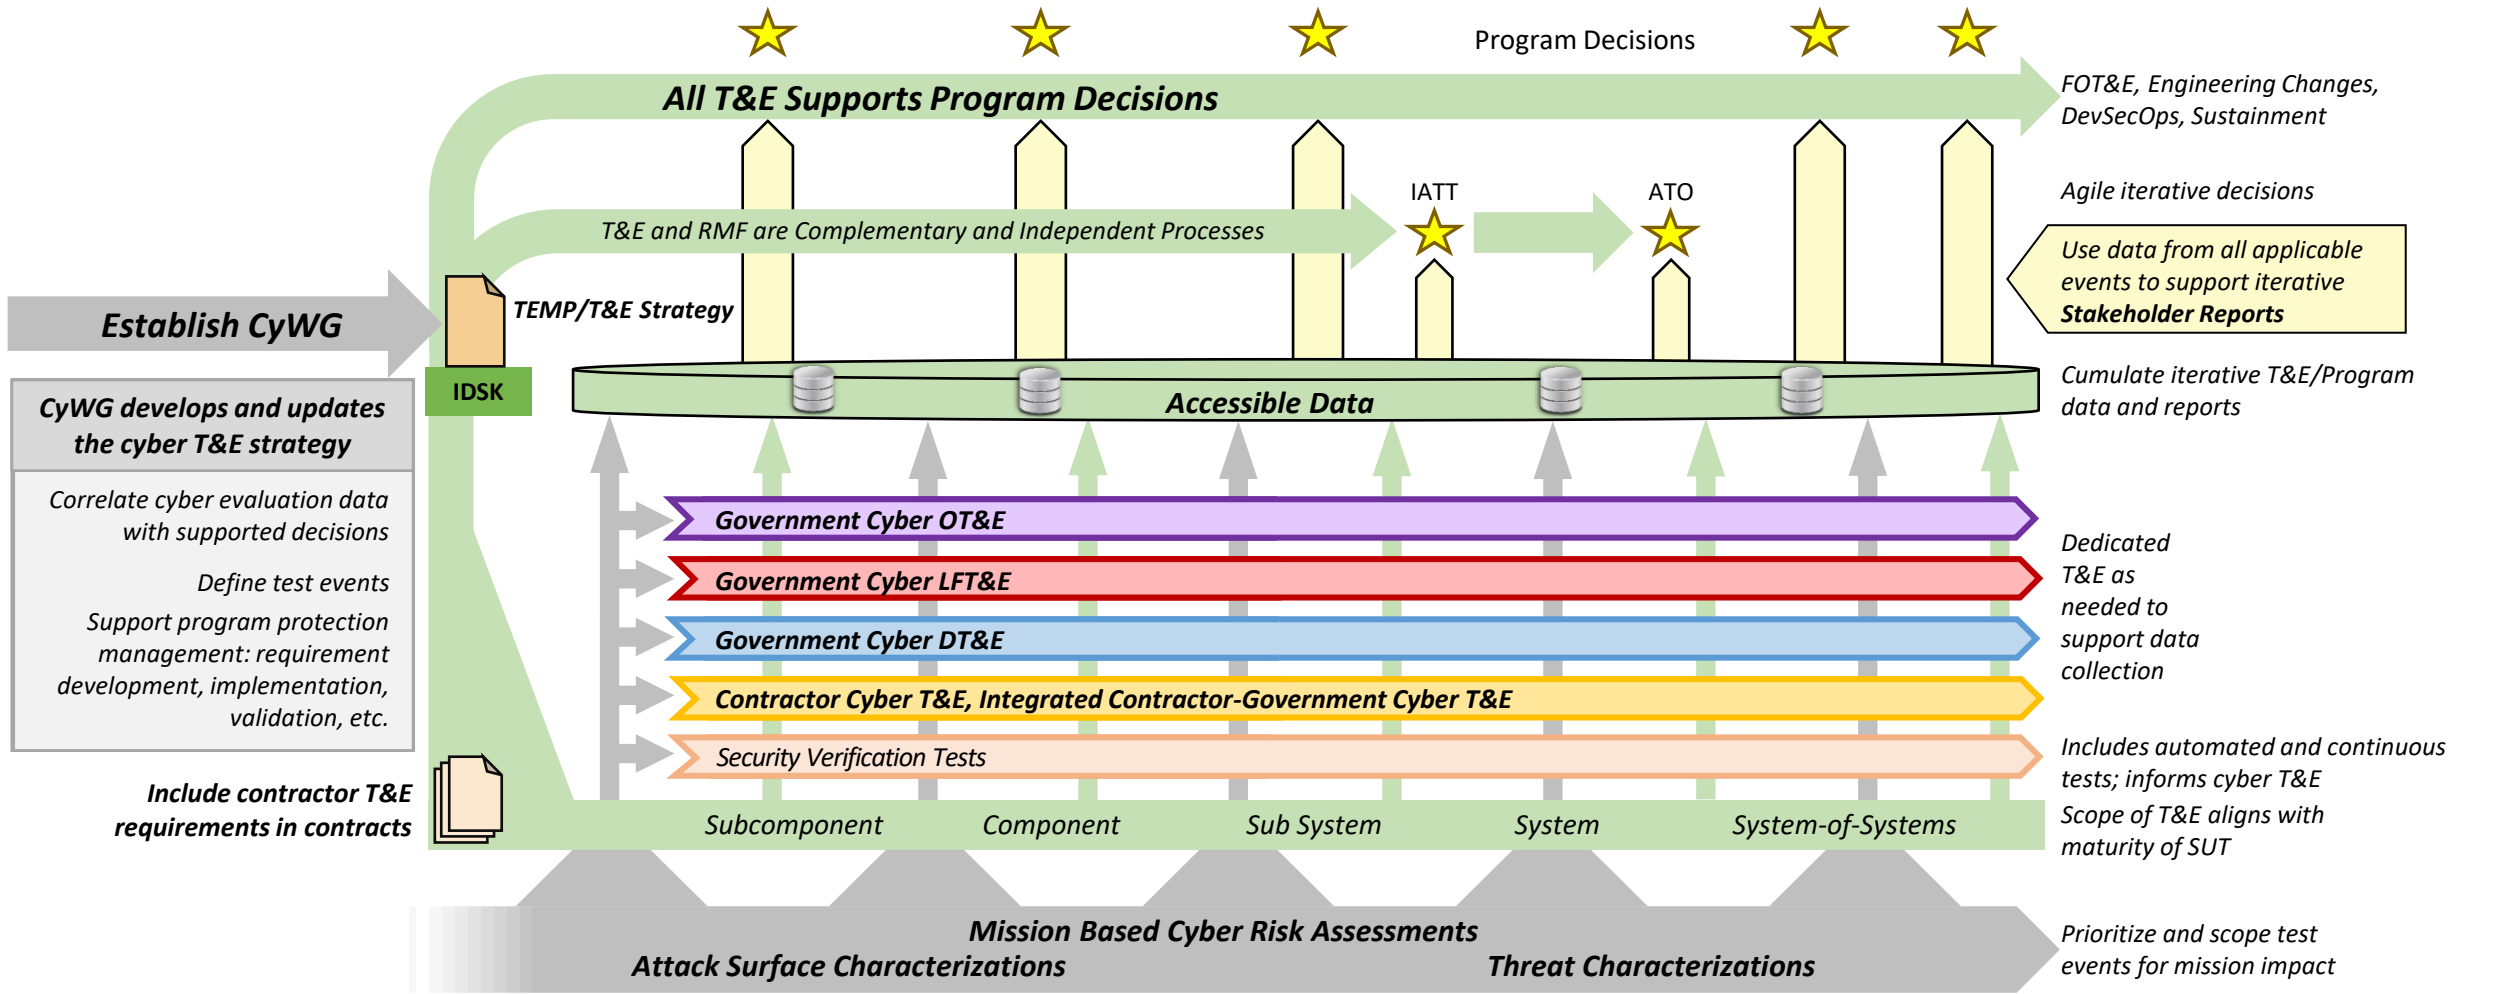 Program Decisions
All T&E Supports Program Decisions
FOT&E, Engineering Changes,
DevSecOps, Sustainment
IATT
ATO
Agile iterative decisions
T&E and RMF are Complementary and Independent Processes
Use data from all applicable
events to support iterative
Stakeholder Reports
Establish CyWG
TEMP/T&E Strategy
IDSK
Accessible Data
Cumulate iterative T&E/Program
data and reports
CyWG develops and updates
the cyber T&E strategy
Correlate cyber evaluation data
with supported decisions
Define test events
Support program protection
management: requirement
development, implementation,
validation, etc.
Government Cyber OT&E
Government Cyber LFT&E
Government Cyber DT&E
Contractor Cyber T&E, Integrated Contractor-Government Cyber T&E
Security Verification Tests
Dedicated
T&E as
needed to
support data
collection
Includes automated and continuous
tests; informs cyber T&E
Include contractor T&E
requirements in contracts
Subcomponent
Component
Sub System
System
System-of-Systems
Scope of T&E aligns with
maturity of SUT
Mission Based Cyber Risk Assessments
Attack Surface Characterizations
Threat Characterizations
Prioritize and scope test
events for mission impact